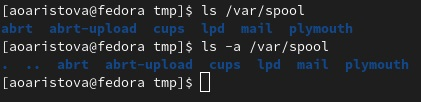 [aoaristova@fedora tmp]$ ls /var/spool
abrt  abrt-upload  cups  lpd  mail  plymouth
[aoaristova@fedora tmp]$ ls -a /var/spool
.  ..  abrt  abrt-upload  cups  lpd  mail  plymouth
[aoaristova@fedora tmp]$